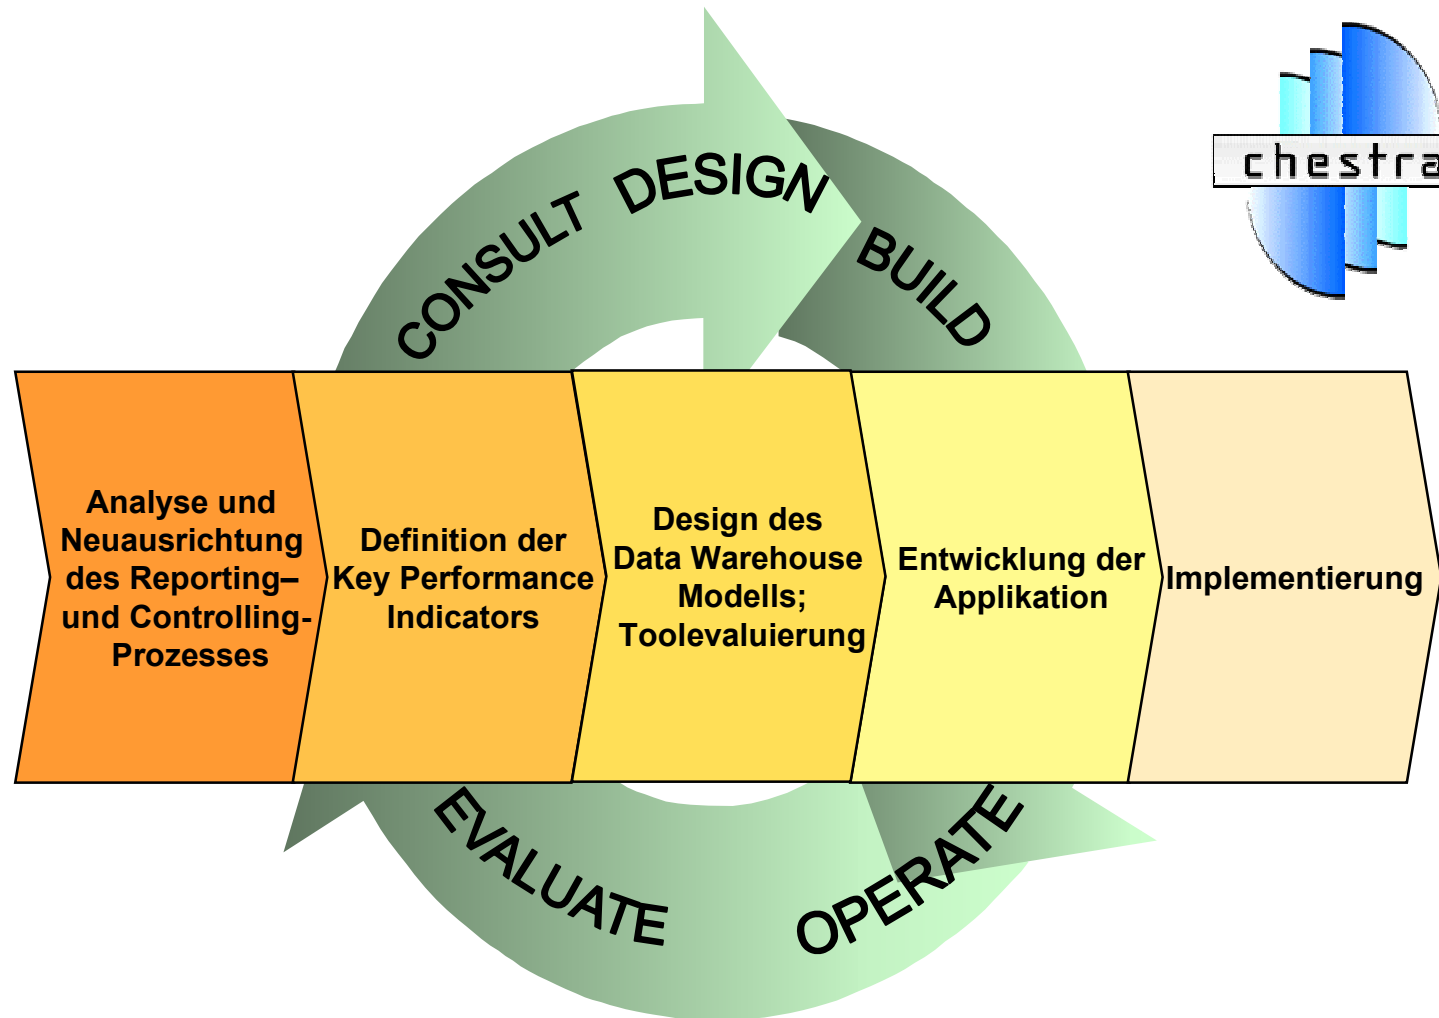 CONSULT DESIGN BUILD
chestra
Analyse und
Neuausrichtung
des Reporting–
und Controlling-
Prozesses
Definition der
Key Performance
Indicators
Design des
Data Warehouse
Modells;
Toolevaluierung
Entwicklung der
Applikation
Implementierung
EVALUATE
OPERATE